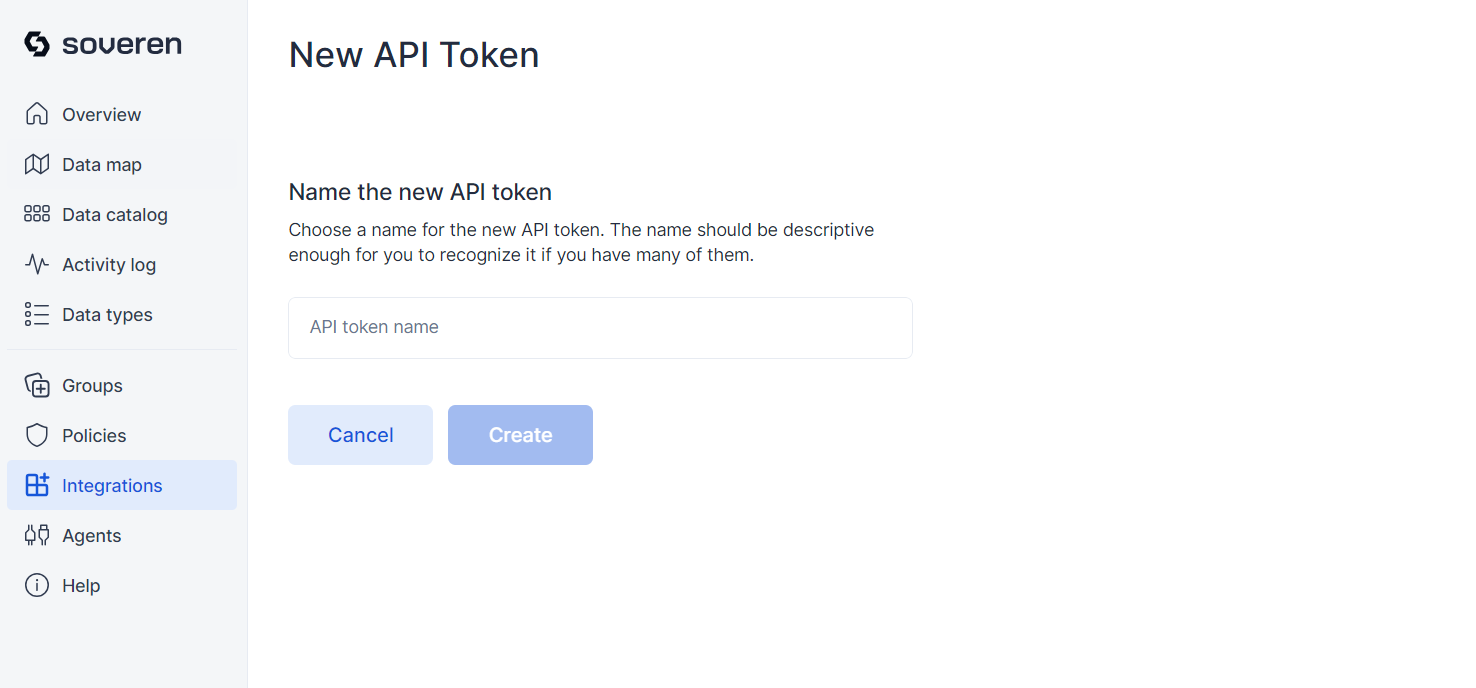 soveren
Overview
Data map
Data catalog
Activity log
Data types
Groups
Policies
Integrations
Agents
Help
New API Token
Name the new API token
Choose a name for the new API token. The name should be descriptive
enough for you to recognize it if you have many of them.
API token name
Cancel
Create